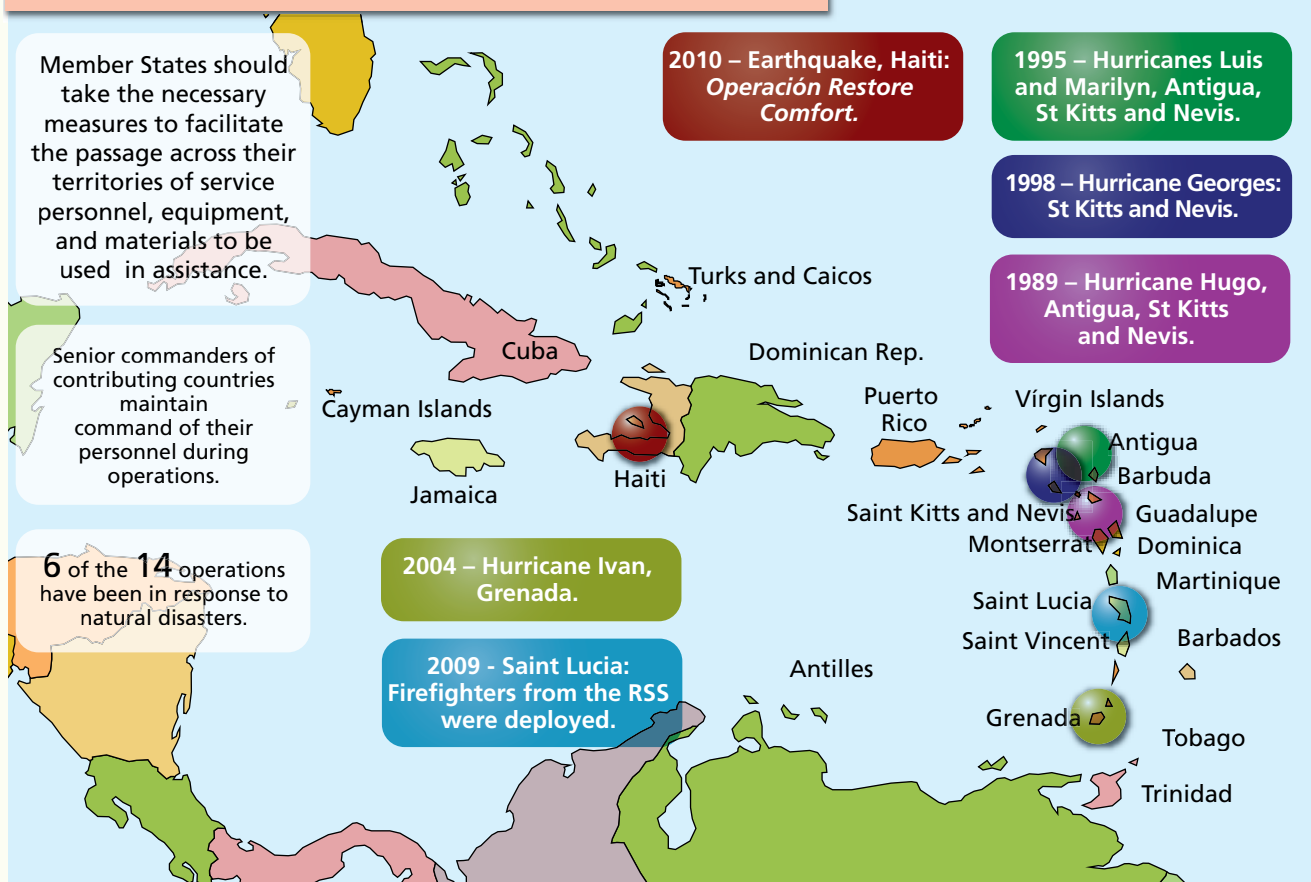 Member States should
take the necessary
measures to facilitate
the passage across their
territories of service
personnel, equipment,
and materials to be
used in assistance.
Senior commanders of
contributing countries
maintain
command of their
personnel during
operations.
6 of the 14 operations
have been in response to
natural disasters.
2010 – Earthquake, Haiti:
Operación Restore
Comfort.
1995 – Hurricanes Luis
and Marilyn, Antigua,
St Kitts and Nevis.
1998 – Hurricane Georges:
St Kitts and Nevis.
1989 – Hurricane Hugo,
Antigua, St Kitts
and Nevis.
Turks and Caicos
Cuba
Dominican Rep.
Cayman Islands
Puerto
Rico
Vírgin Islands
Antigua
Barbuda
Haiti
Jamaica
Saint Kitts and Nevis
Guadalupe
Montserrat
Dominica
Martinique
Saint Lucia
Saint Vincent
Barbados
2004 – Hurricane Ivan,
Grenada.
2009 - Saint Lucia:
Firefighters from the RSS
were deployed.
Antilles
Grenada
Tobago
Trinidad